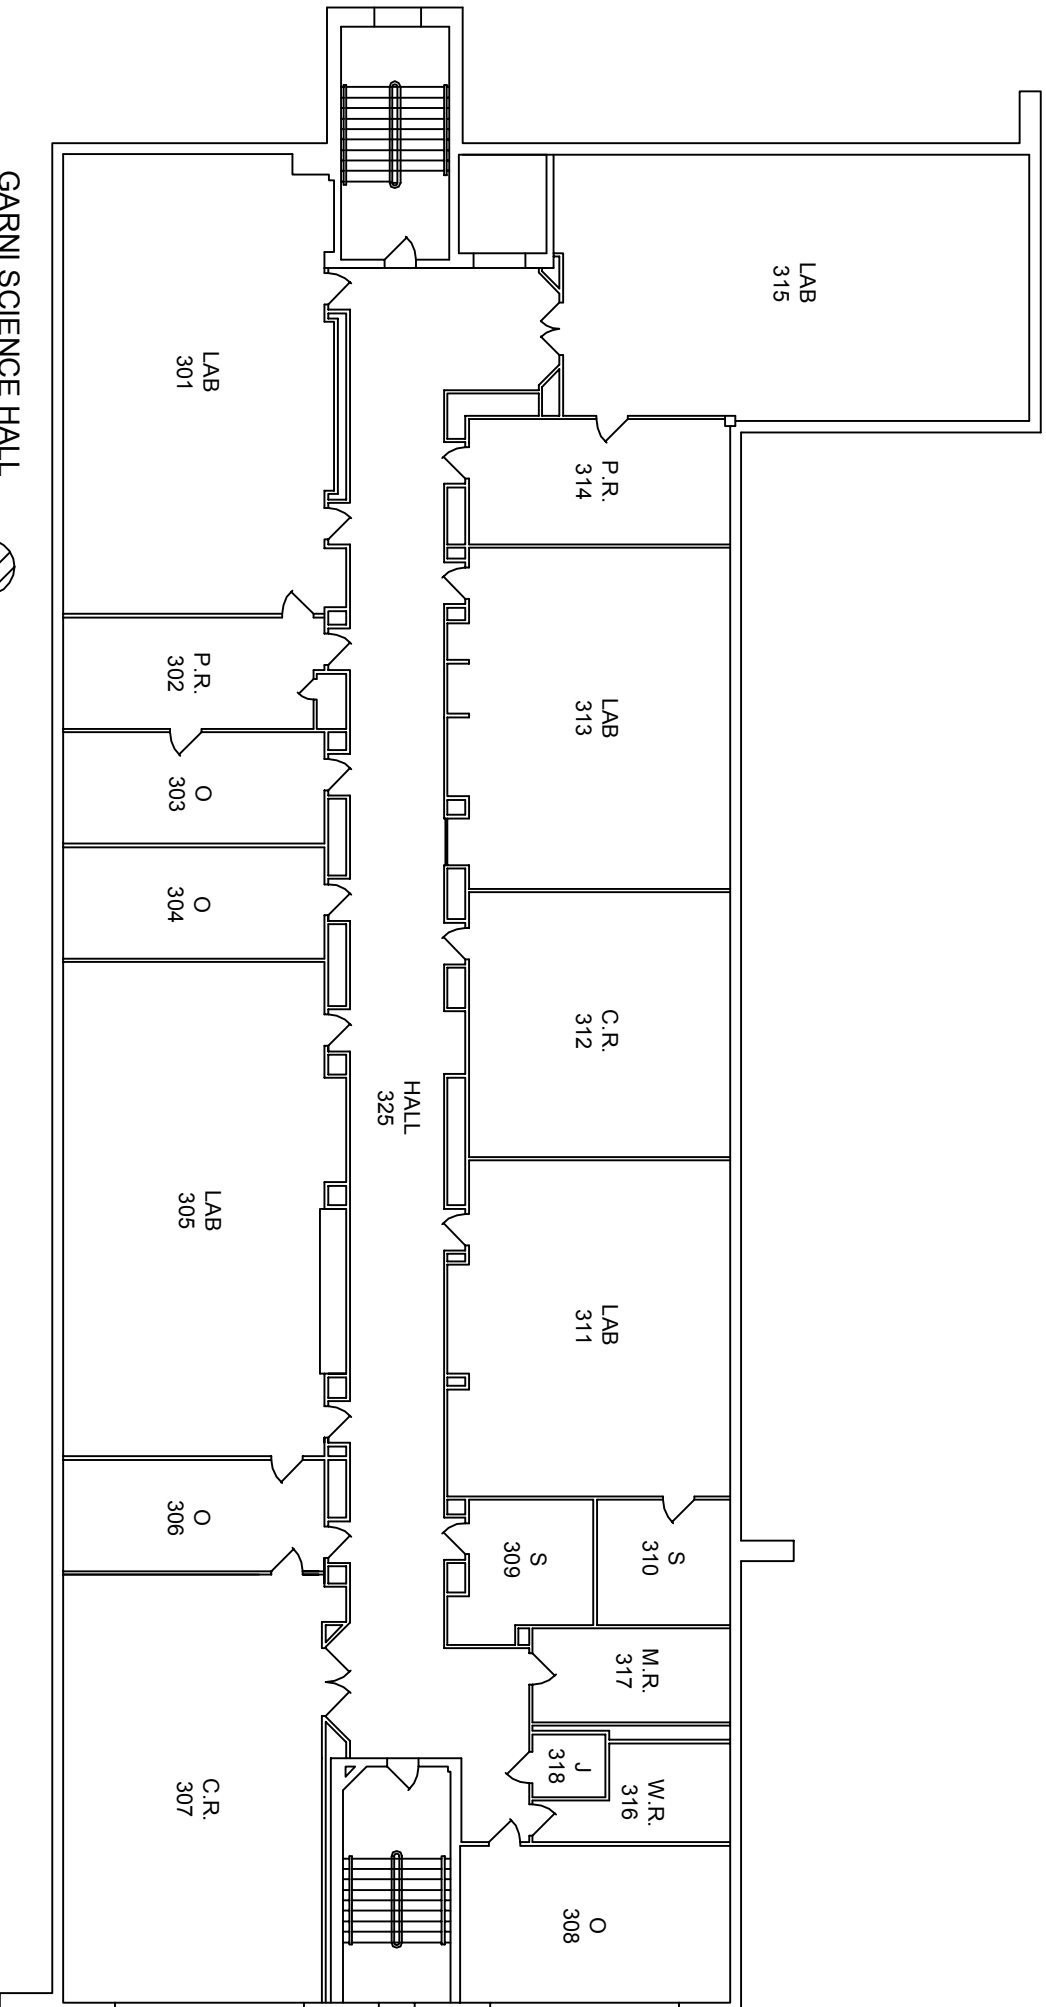 LAB
315
LAB
301
P.R.
314
P.R.
302
LAB
313
O
303
O
304
C.R.
312
HALL
325
LAB
305
LAB
311
O
306
S
309
S
310
M.R.
317
J
318
W.R.
316
C.R.
307
O
308
GARNI SCIENCE HALL